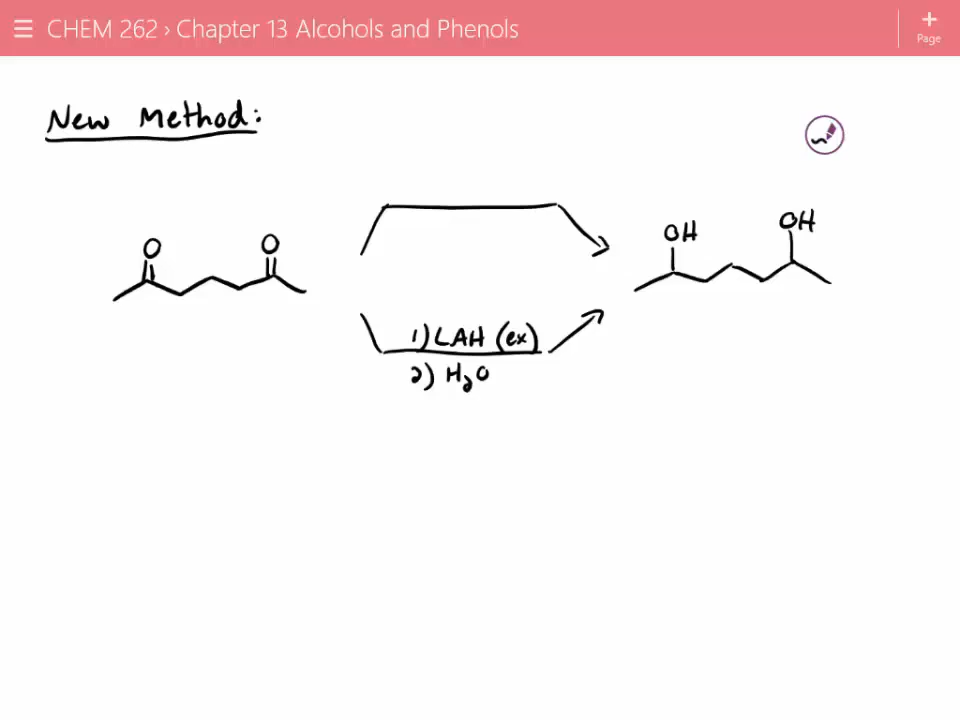 CHEM 262 › Chapter 13 Alcohols and Phenols
+
Page
New Method:
O
O
OH
OH
1) LAH (ex)
2) H₂O